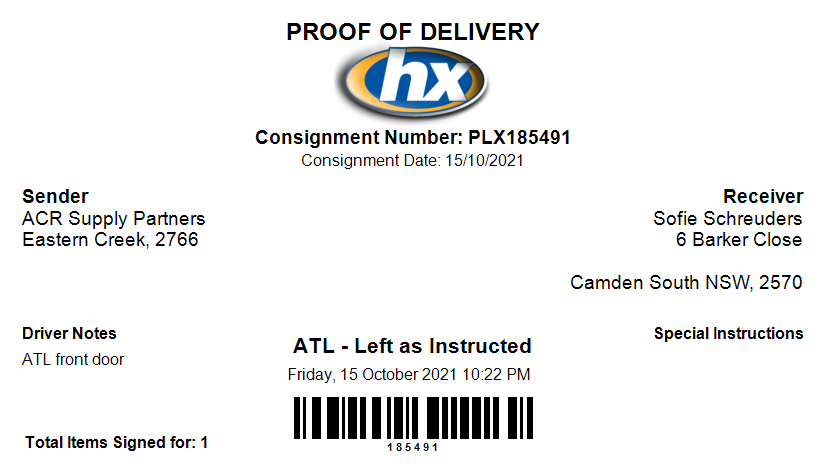 PROOF OF DELIVERY
hx
Consignment Number: PLX185491
Consignment Date: 15/10/2021
Sender
ACR Supply Partners
Eastern Creek, 2766
Receiver
Sofie Schreuders
6 Barker Close
Camden South NSW, 2570
Driver Notes
ATL front door
ATL - Left as Instructed
Friday, 15 October 2021 10:22 PM
Special Instructions
185491
Total Items Signed for: 1